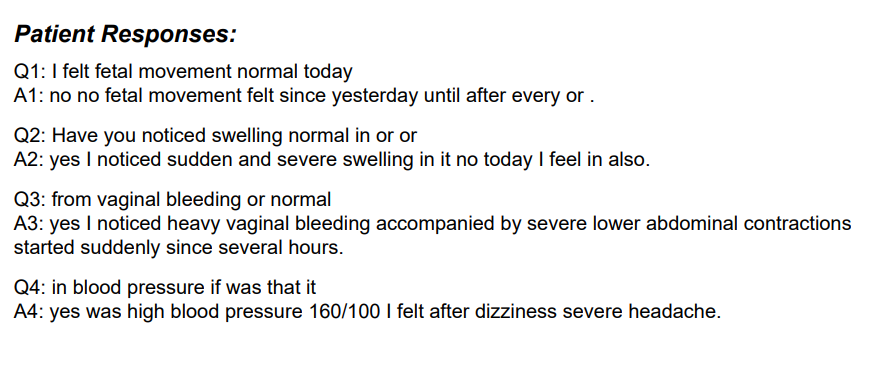 Patient Responses:
Q1: I felt fetal movement normal today
A1: no no fetal movement felt since yesterday until after every or .
Q2: Have you noticed swelling normal in or or
A2: yes I noticed sudden and severe swelling in it no today I feel in also.
Q3: from vaginal bleeding or normal
A3: yes I noticed heavy vaginal bleeding accompanied by severe lower abdominal contractions
started suddenly since several hours.
Q4: in blood pressure if was that it
A4: yes was high blood pressure 160/100 I felt after dizziness severe headache.